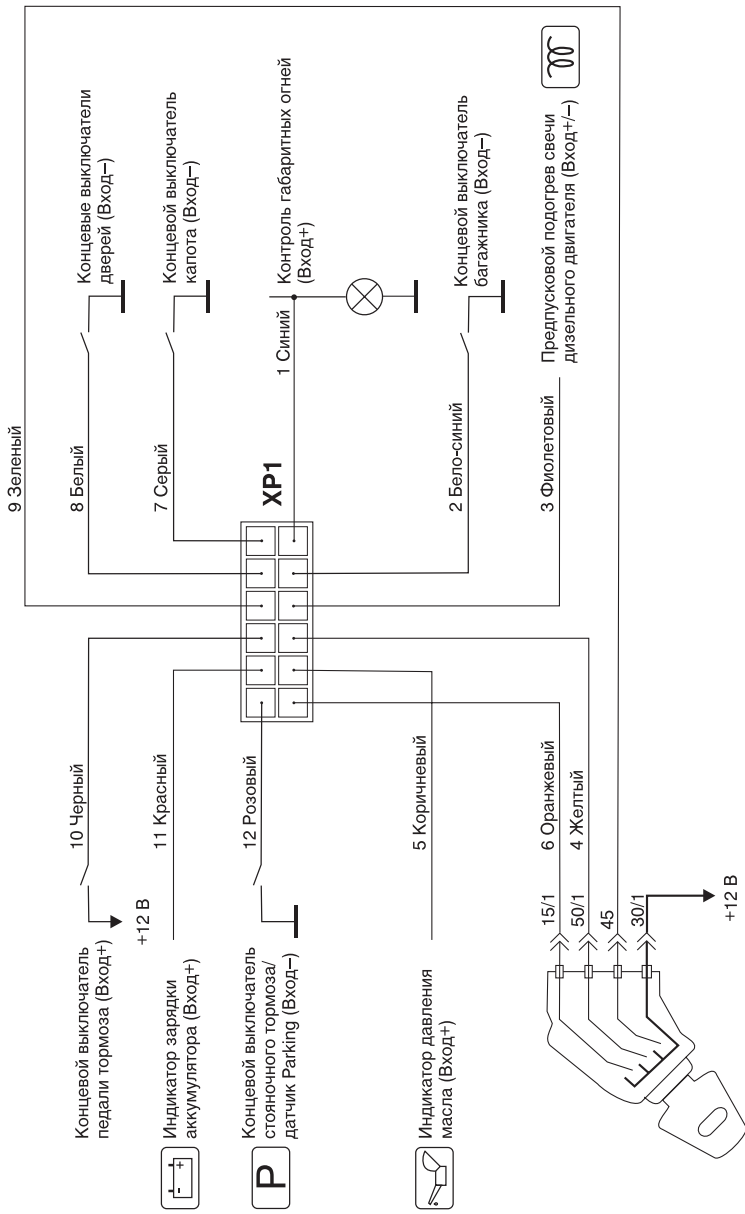 Концевой выключатель
педали тормоза (Вход+)
+12 В
10 Черный
9 Зеленый
8 Белый
Концевые выключатели
дверей (Вход–)
Индикатор зарядки
аккумулятора (Вход+)
- +
11 Красный
7 Серый
Концевой выключатель
капота (Вход–)
Концевой выключатель
стояночного тормоза/
датчик Parking (Вход–)
P
12 Розовый
XP1
1 Синий
Контроль габаритных огней
(Вход+)
Индикатор давления
масла (Вход+)
5 Коричневый
2 Бело-синий
Концевой выключатель
багажника (Вход–)
15/1
6 Оранжевый
3 Фиолетовый
Предпусковой подогрев свечи
дизельного двигателя (Вход+/–)
50/1
4 Желтый
45
30/1
+12 В